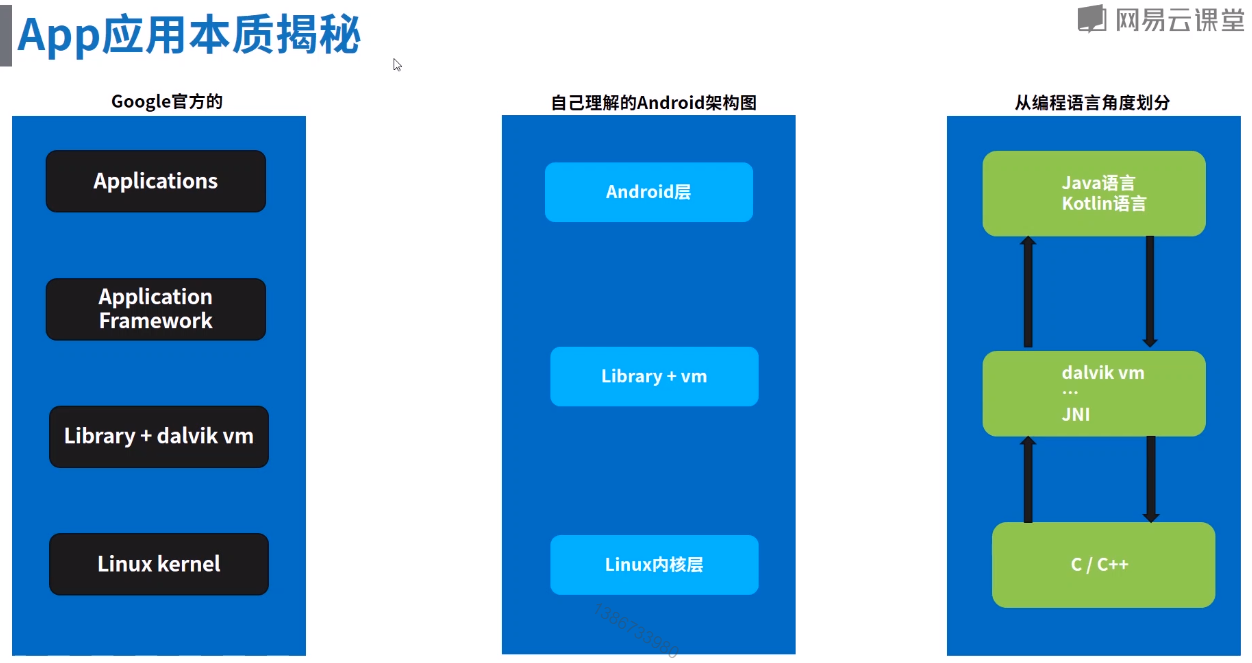 App应用本质揭秘
网易云课堂
Google官方的
Applications
Application
Framework
Library + dalvik vm
Linux kernel
自己理解的Android架构图
Android层
Library + vm
Linux内核层
从编程语言角度划分
Java语言
Kotlin语言
dalvik vm
...
JNI
C / C++